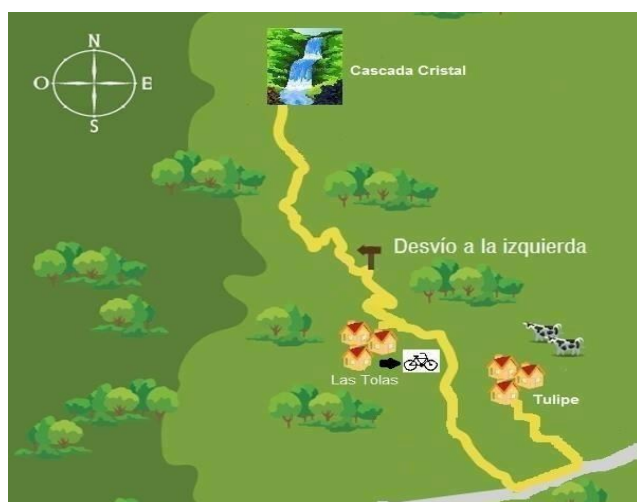 N
O
E
S
Cascada Cristal
Desvío a la izquierda
Las Tolas
Tulipe